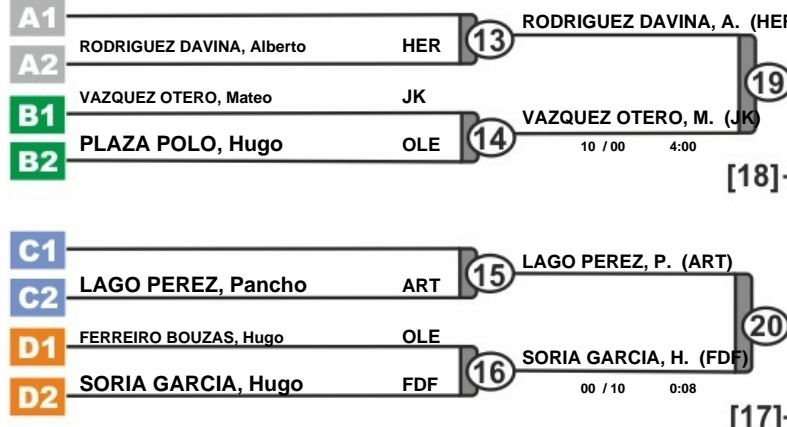 A1
RODRIGUEZ DAVINA, A. (HER
RODRIGUEZ DAVINA, Alberto HER
13
A2
19
VAZQUEZ OTERO, Mateo JK
B1
VAZQUEZ OTERO, M. (JK)
PLAZA POLO, Hugo OLE
14
10 / 00 4:00
B2
[18]
C1
LAGO PEREZ, P. (ART)
15
LAGO PEREZ, Pancho ART
C2
20
FERREIRO BOUZAS, Hugo OLE
D1
SORIA GARCIA, H. (FDF)
16
SORIA GARCIA, Hugo FDF
00 / 10 0:08
D2
[17]